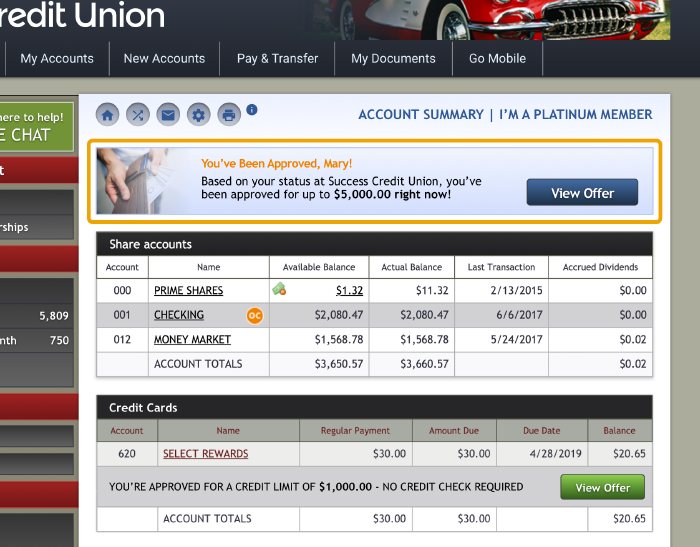 redit Union
My Accounts New Accounts Pay & Transfer My Documents Go Mobile
here to help!
E CHAT
ACCOUNT SUMMARY | I'M A PLATINUM MEMBER
t
You've Been Approved, Mary!
Based on your status at Success Credit Union, you've
been approved for up to $5,000.00 right now!
View Offer
rships
Share accounts
Account Name Available Balance Actual Balance Last Transaction Accrued Dividends
000 PRIME SHARES $1.32 $11.32 2/13/2015 $0.00
5,809
001 CHECKING OC $2,080.47 $2,080.47 6/6/2017 $0.00
nth 750
012 MONEY MARKET $1,568.78 $1,568.78 5/24/2017 $0.02
ACCOUNT TOTALS $3,650.57 $3,660.57 $0.02
Credit Cards
Account Name Regular Payment Amount Due Due Date Balance
620 SELECT REWARDS $30.00 $30.00 4/28/2019 $20.65
YOU'RE APPROVED FOR A CREDIT LIMIT OF $1,000.00 - NO CREDIT CHECK REQUIRED View Offer
ACCOUNT TOTALS $30.00 $30.00 $20.65